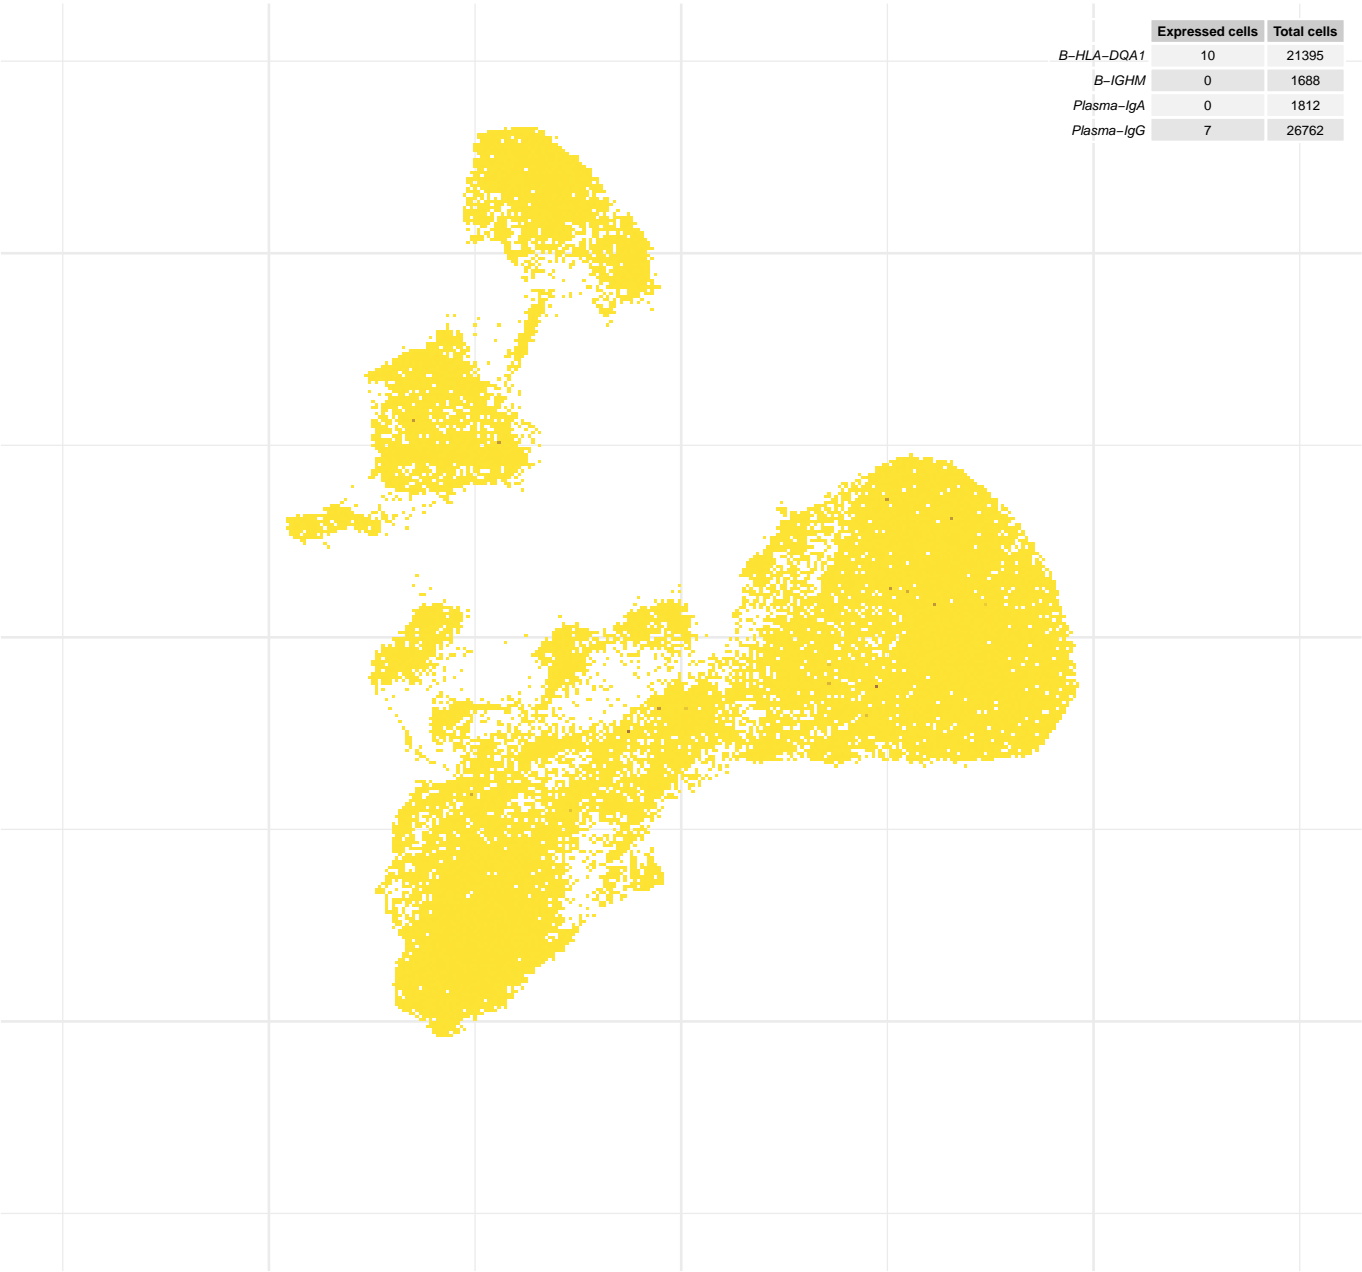 Expressed cells Total cells
B−HLA−DQA1 10 21395
B−IGHM 0 1688
Plasma−IgA 0 1812
Plasma−IgG 7 26762